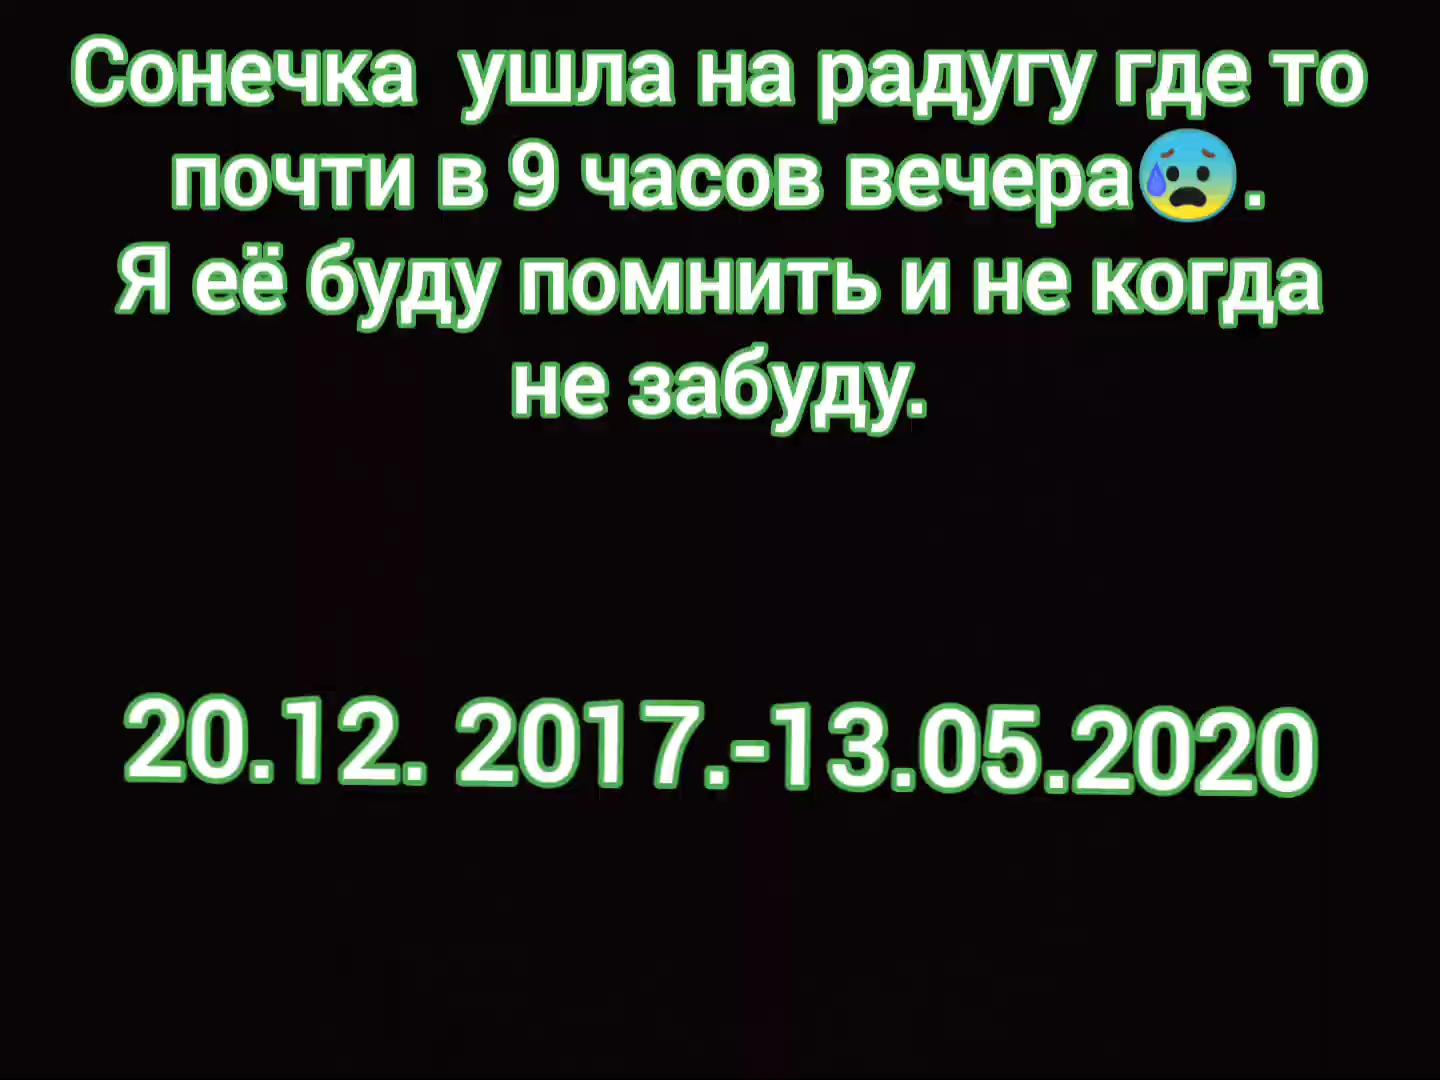 Сонечка ушла на радугу где то
почти в 9 часов вечера😰.
Я её буду помнить и не когда
не забуду.
20.12. 2017.-13.05.2020